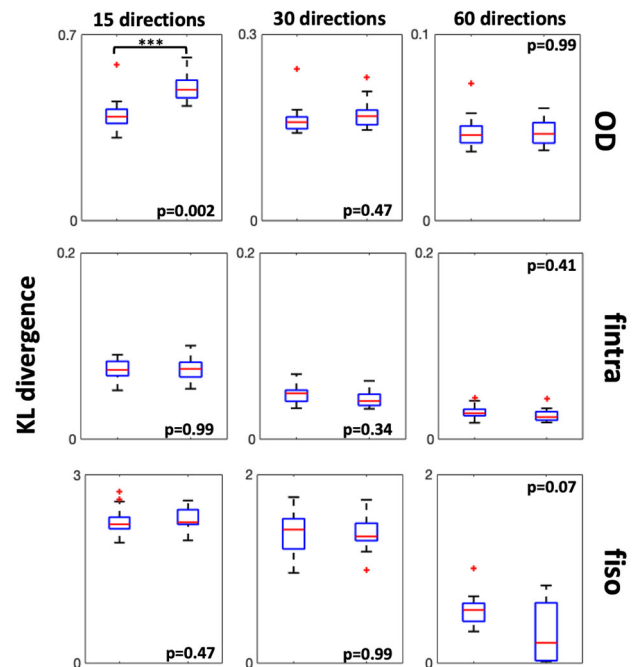 15 directions 30 directions 60 directions
0.7 0.3 0.1
*** p=0.99
OD
p=0.002 p=0.47
0 0 0
KL divergence
0.2 0.2 0.2
p=0.41
fintra
p=0.99 p=0.34
0 0 0
3 2 2
p=0.07
fiso
p=0.47 p=0.99
0 0 0